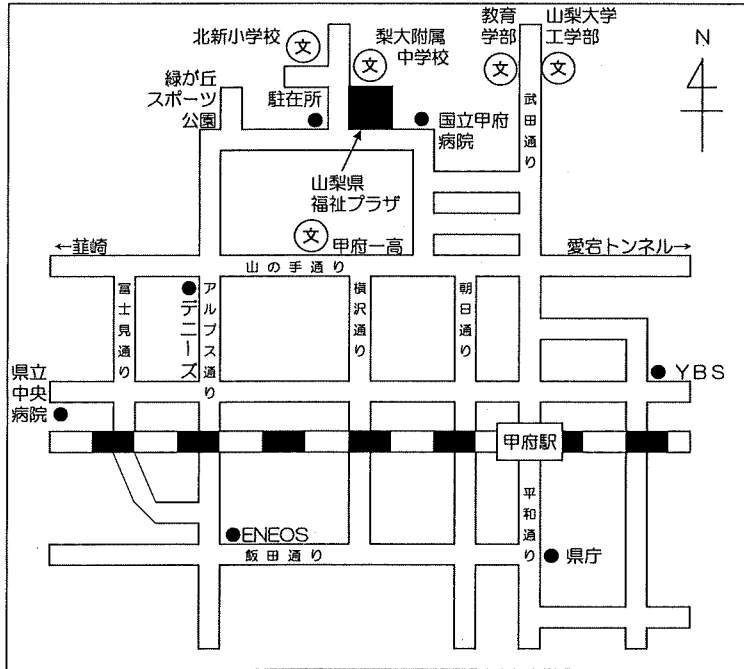 北新小学校
文
梨大附属
中学校
文
教育
学部
文
山梨大学
工学部
文
N
緑が丘
スポーツ
公園
駐在所
国立甲府
病院
武田通り
山梨県
福祉プラザ
文
甲府一高
←韮崎
愛宕トンネル→
山の手通り
富士見通り
デニーズ
アルプス通り
横沢通り
朝日通り
県立
中央
病院
YBS
甲府駅
平和通り
ENEOS
飯田通り
県庁